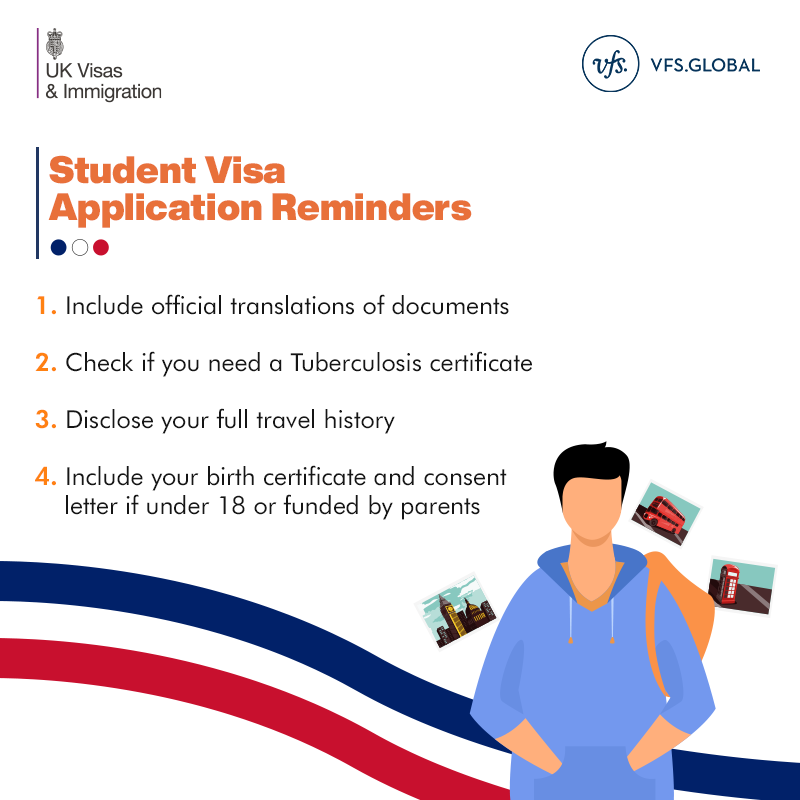 UK Visas
& Immigration
vfs. VFS.GLOBAL
Student Visa
Application Reminders
1. Include official translations of documents
2. Check if you need a Tuberculosis certificate
3. Disclose your full travel history
4. Include your birth certificate and consent
letter if under 18 or funded by parents